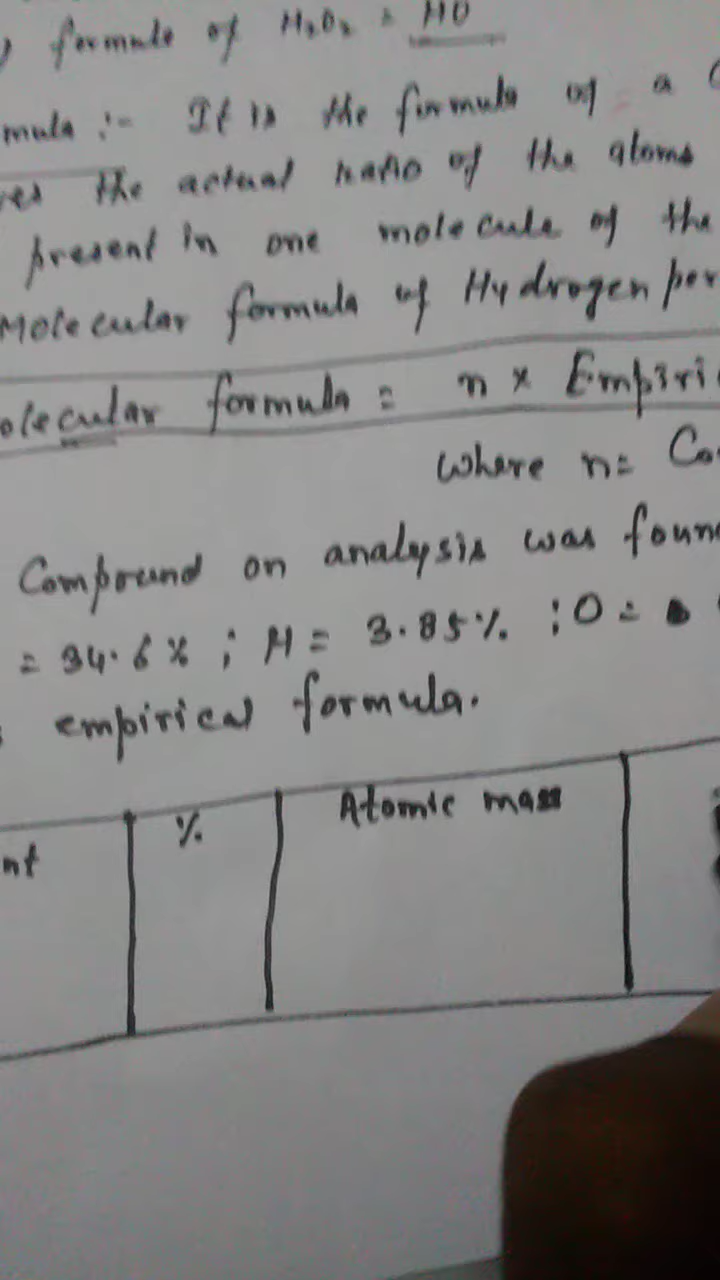 ) formula of H₂O₂ = HO
mula :- It is the formula of a
res the actual ratio of the atoms
present in one molecule of the
Molecular formula of Hydrogen per
olecular formula = n × Empiri
where n = Co
Compound on analysis was foun
= 34.6% ; H = 3.85% ; O =
empirical formula.
nt % Atomic mass